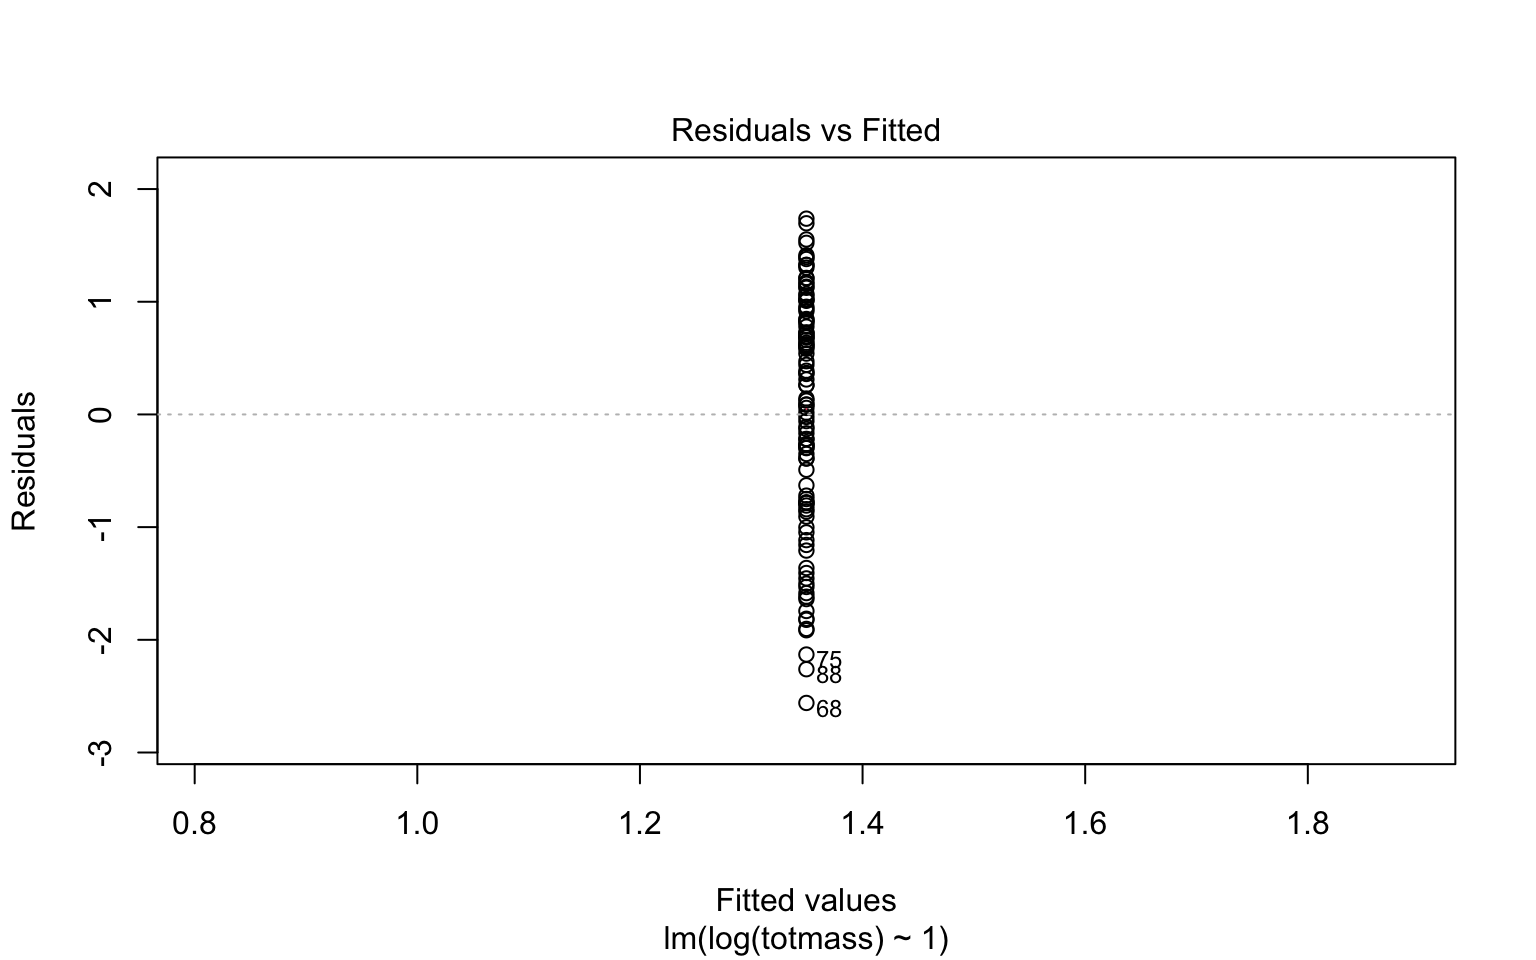 Residuals vs Fitted
Residuals
2
1
0
-1
-2
-3
75
88
68
0.8 1.0 1.2 1.4 1.6 1.8
Fitted values
lm(log(totmass) ~ 1)